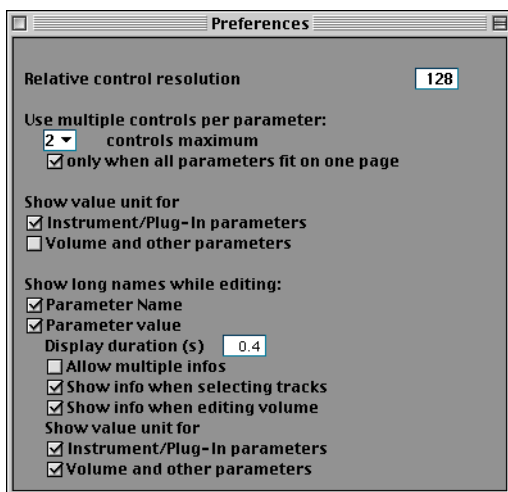 Preferences
Relative control resolution 128
Use multiple controls per parameter:
2 controls maximum
only when all parameters fit on one page
Show value unit for
Instrument/Plug-In parameters
Volume and other parameters
Show long names while editing:
Parameter Name
Parameter value
Display duration (s) 0.4
Allow multiple infos
Show info when selecting tracks
Show info when editing volume
Show value unit for
Instrument/Plug-In parameters
Volume and other parameters